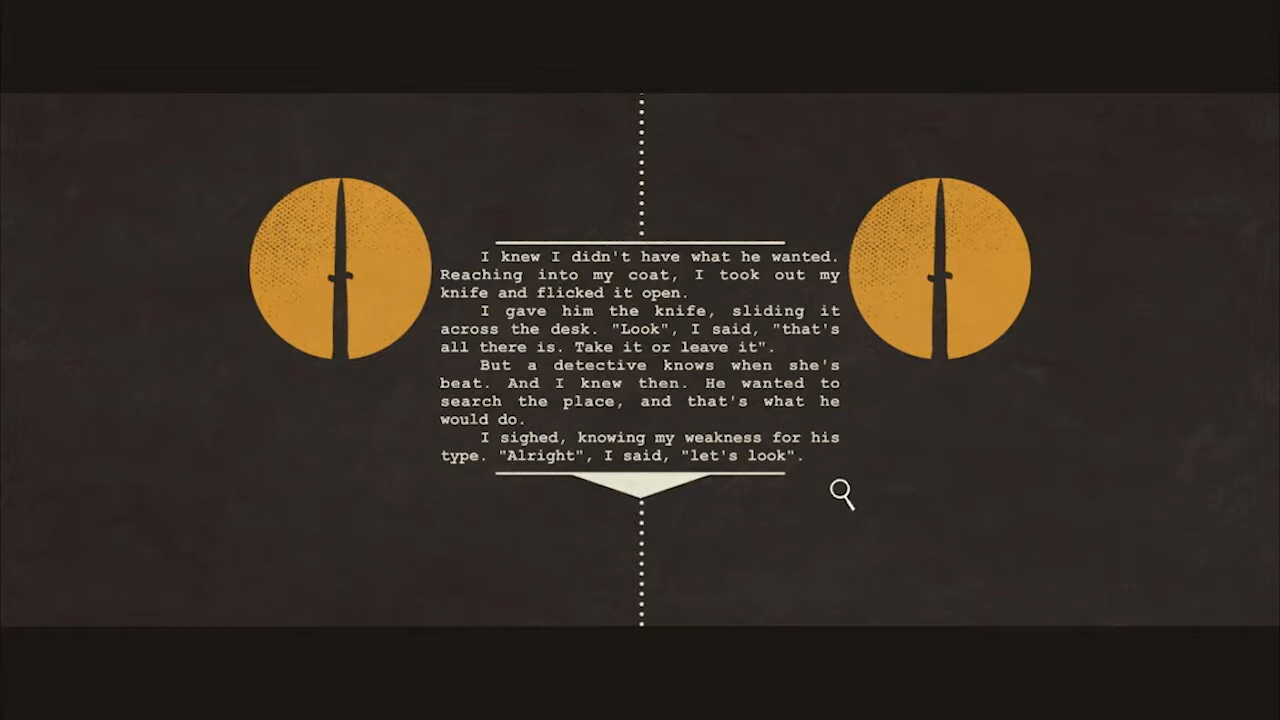 I knew I didn't have what he wanted.
Reaching into my coat, I took out my
knife and flicked it open.
I gave him the knife, sliding it
across the desk. "Look", I said, "that's
all there is. Take it or leave it".
But a detective knows when she's
beat. And I knew then. He wanted to
search the place, and that's what he
would do.
I sighed, knowing my weakness for his
type. "Alright", I said, "let's look".